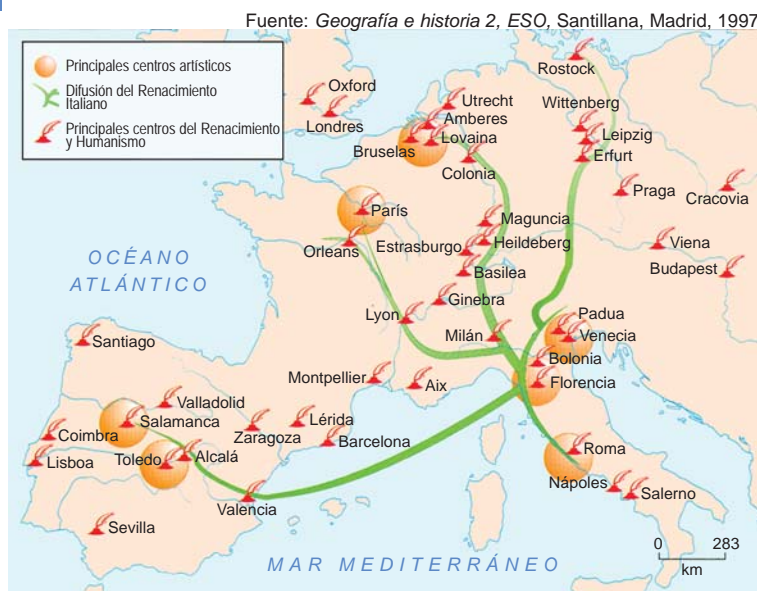 Fuente: Geografía e historia 2, ESO, Santillana, Madrid, 1997
Principales centros artísticos
Difusión del Renacimiento
Italiano
Principales centros del Renacimiento
y Humanismo
Rostock
Oxford
Londres
Utrecht
Amberes
Wittenberg
Lovaina
Leipzig
Bruselas
Erfurt
Colonia
Praga
Cracovia
París
Maguncia
Orleans
Estrasburgo
Heildeberg
Viena
Basilea
Budapest
OCÉANO
ATLÁNTICO
Ginebra
Lyon
Milán
Padua
Venecia
Santiago
Bolonia
Montpellier
Aix
Florencia
Valladolid
Salamanca
Lérida
Coimbra
Zaragoza
Barcelona
Roma
Lisboa
Toledo
Alcalá
Nápoles
Salerno
Valencia
Sevilla
MAR MEDITERRÁNEO
0 283
km